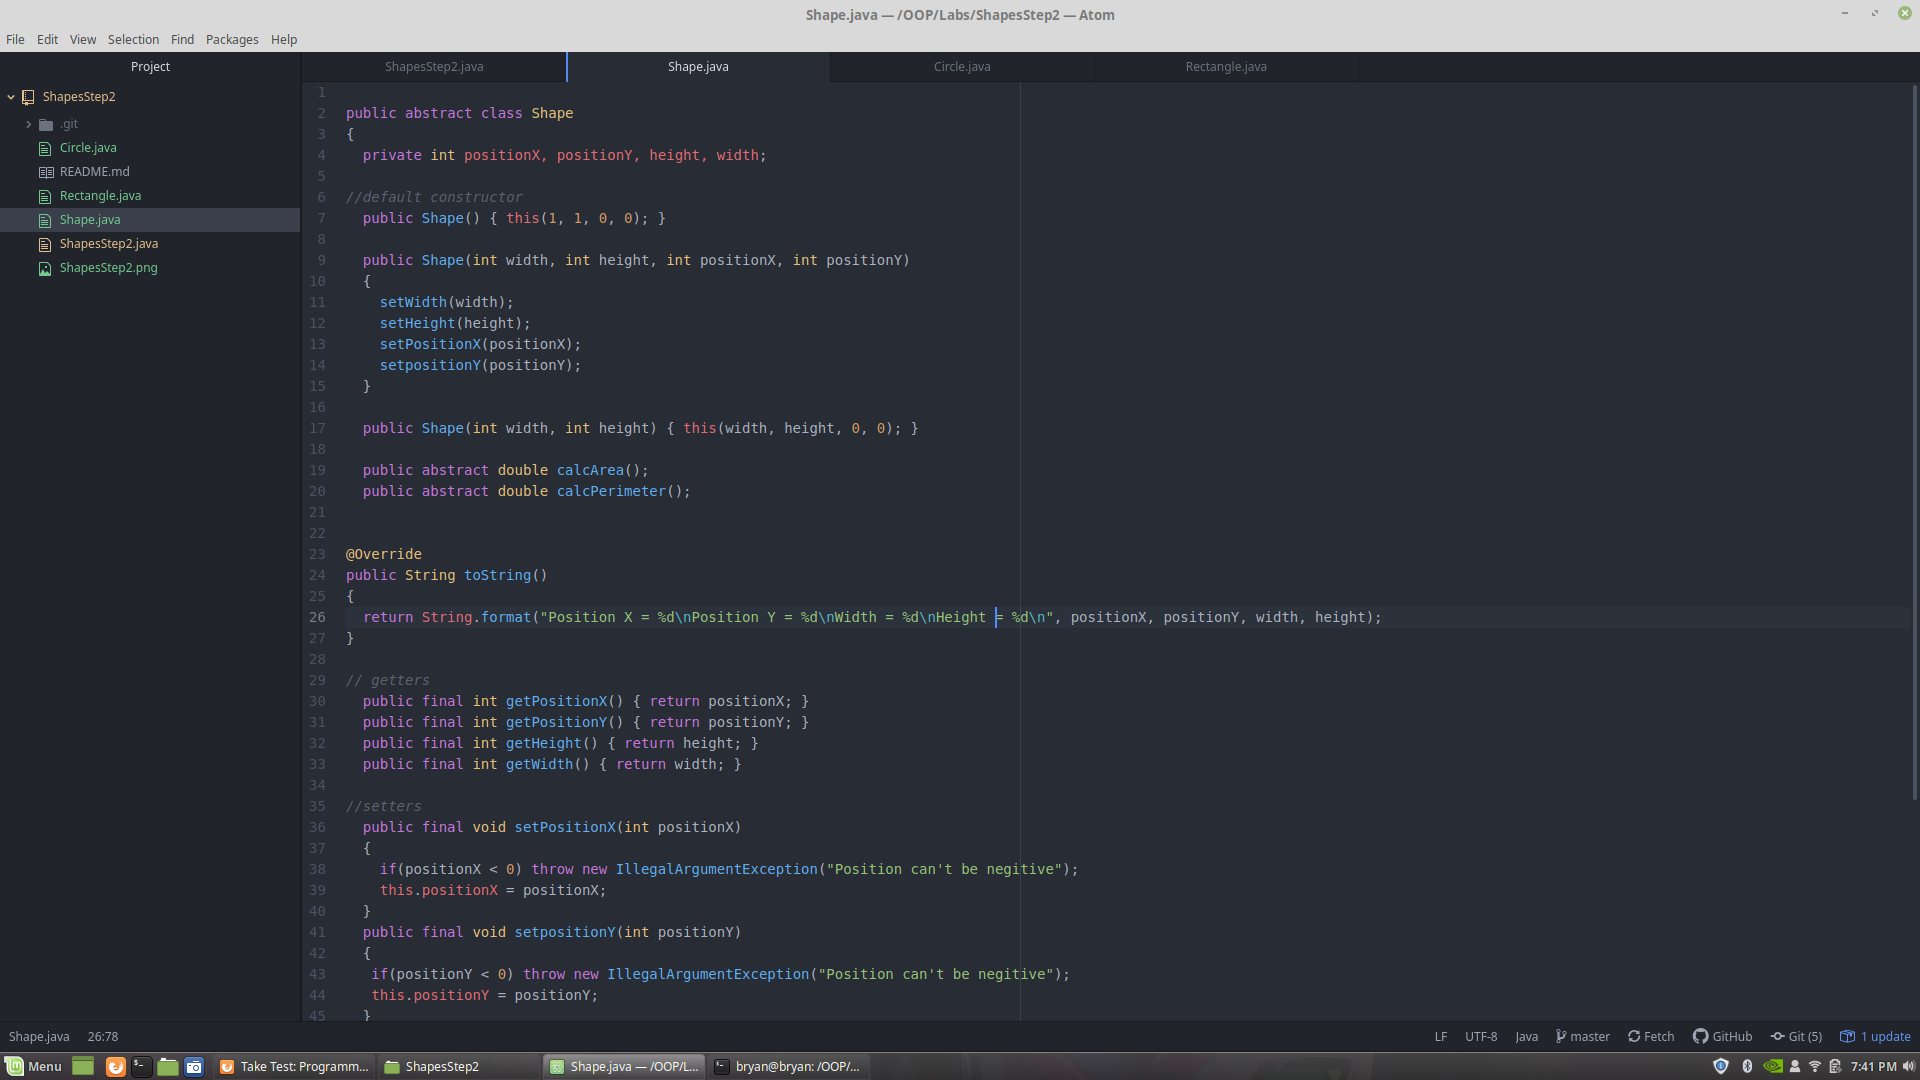 Shape.java — /OOP/Labs/ShapesStep2 — Atom
File Edit View Selection Find Packages Help
Project
ShapesStep2
.git
Circle.java
README.md
Rectangle.java
Shape.java
ShapesStep2.java
ShapesStep2.png
ShapesStep2.java Shape.java Circle.java Rectangle.java
1
2 public abstract class Shape
3 {
4   private int positionX, positionY, height, width;
5
6 //default constructor
7   public Shape() { this(1, 1, 0, 0); }
8
9   public Shape(int width, int height, int positionX, int positionY)
10   {
11     setWidth(width);
12     setHeight(height);
13     setPositionX(positionX);
14     setpositionY(positionY);
15   }
16
17   public Shape(int width, int height) { this(width, height, 0, 0); }
18
19   public abstract double calcArea();
20   public abstract double calcPerimeter();
21
22
23 @Override
24 public String toString()
25 {
26   return String.format("Position X = %d\nPosition Y = %d\nWidth = %d\nHeight = %d\n", positionX, positionY, width, height);
27 }
28
29 // getters
30   public final int getPositionX() { return positionX; }
31   public final int getPositionY() { return positionY; }
32   public final int getHeight() { return height; }
33   public final int getWidth() { return width; }
34
35 //setters
36   public final void setPositionX(int positionX)
37   {
38     if(positionX < 0) throw new IllegalArgumentException("Position can't be negitive");
39     this.positionX = positionX;
40   }
41   public final void setpositionY(int positionY)
42   {
43    if(positionY < 0) throw new IllegalArgumentException("Position can't be negitive");
44    this.positionY = positionY;
45   }
Shape.java 26:78 LF UTF-8 Java master Fetch GitHub Git (5) 1 update
Menu Take Test: Programm... ShapesStep2 Shape.java — /OOP/L... bryan@bryan: /OOP/... 7:41 PM